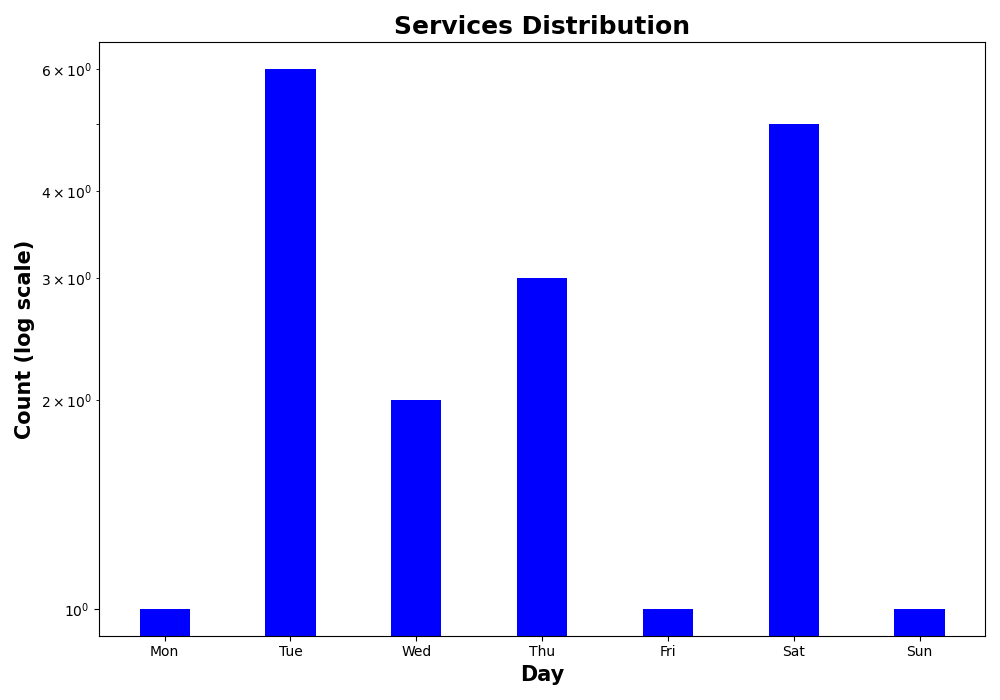 Services Distribution
6 × 10⁰
4 × 10⁰
3 × 10⁰
2 × 10⁰
10⁰
Count (log scale)
Mon Tue Wed Thu Fri Sat Sun
Day